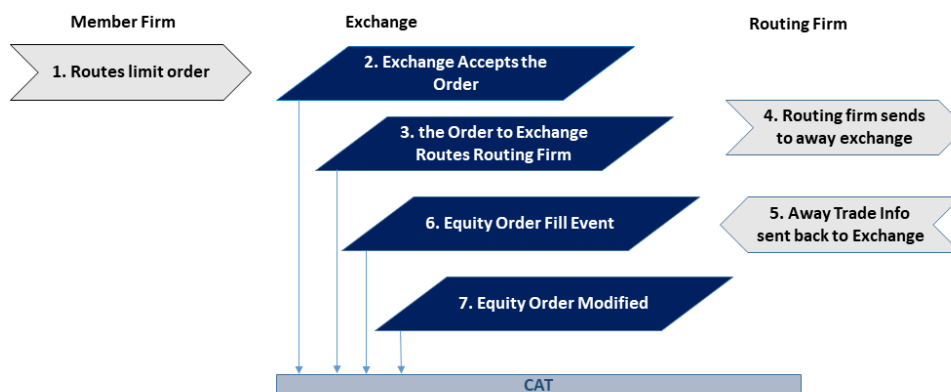 Member Firm
Exchange
Routing Firm
1. Routes limit order
2. Exchange Accepts the
Order
3. the Order to Exchange
Routes Routing Firm
4. Routing firm sends
to away exchange
6. Equity Order Fill Event
5. Away Trade Info
sent back to Exchange
7. Equity Order Modified
CAT